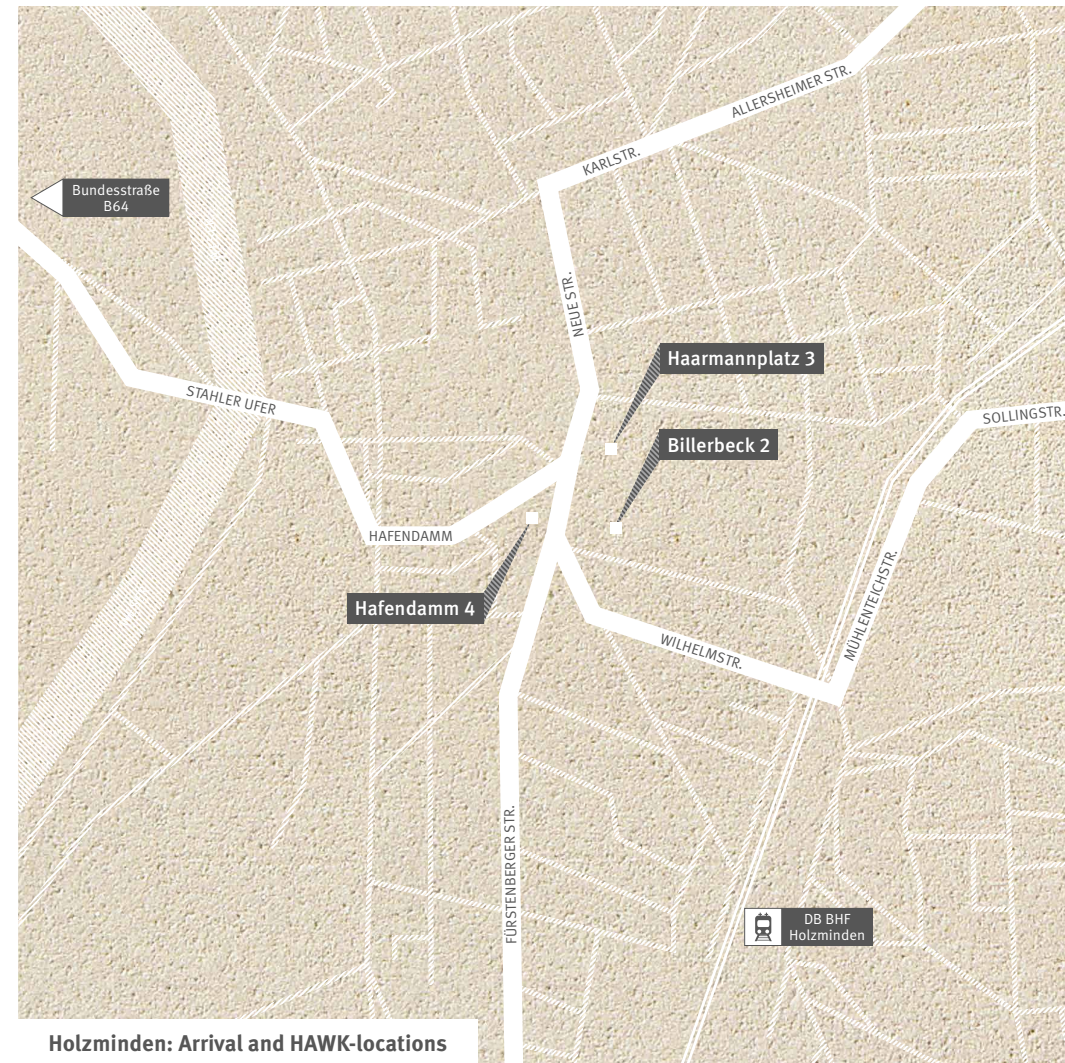 ALLERSHEIMER STR.
KARLSTR.
Bundesstraße
B64
NEUE STR.
Haarmannplatz 3
STAHLER UFER
SOLLINGSTR.
Billerbeck 2
HAFENDAMM
Hafendamm 4
MÜHLENTEICHSTR.
WILHELMSTR.
FÜRSTENBERGER STR.
DB BHF
Holzminden
Holzminden: Arrival and HAWK-locations